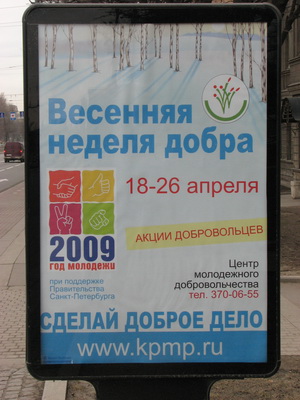 Весенняя
неделя добра
18-26 апреля
АКЦИИ ДОБРОВОЛЬЦЕВ
2009
год молодежи
при поддержке
Правительства
Санкт-Петербурга
Центр
молодежного
добровольчества
тел. 370-06-55
СДЕЛАЙ ДОБРОЕ ДЕЛО
www.kpmp.ru